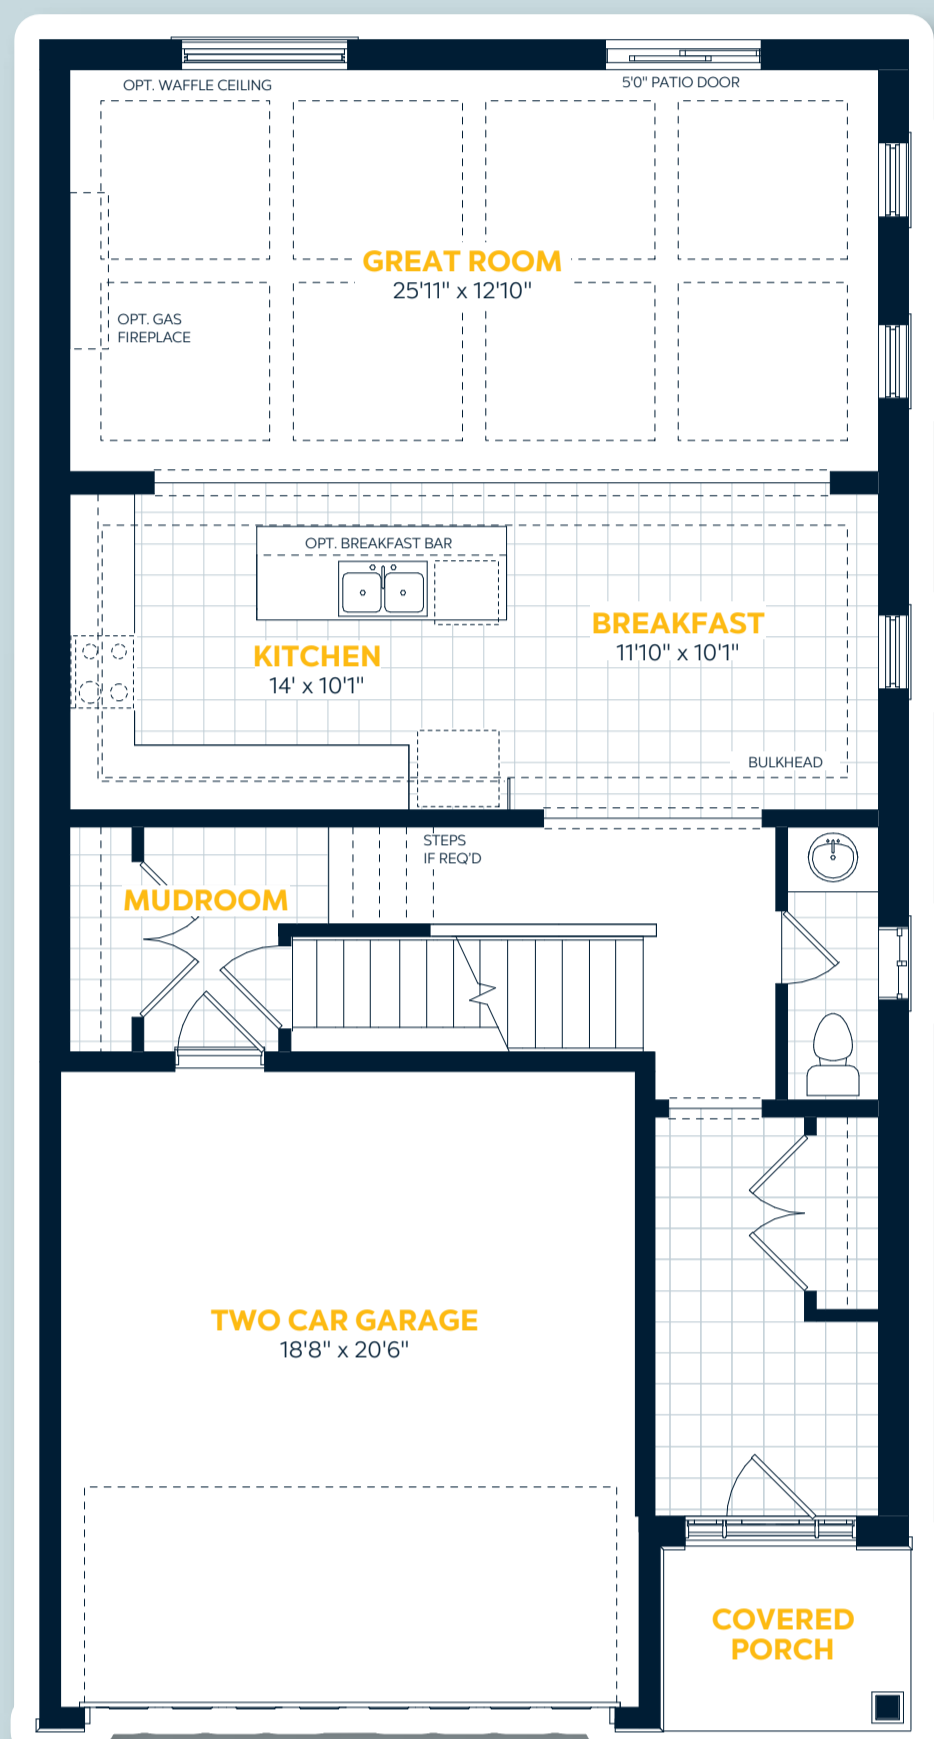 OPT. WAFFLE CEILING
5'0" PATIO DOOR
GREAT ROOM
25'11" x 12'10"
OPT. GAS
FIREPLACE
OPT. BREAKFAST BAR
BREAKFAST
11'10" x 10'1"
KITCHEN
14' x 10'1"
BULKHEAD
STEPS
IF REQ'D
MUDROOM
TWO CAR GARAGE
18'8" x 20'6"
COVERED
PORCH